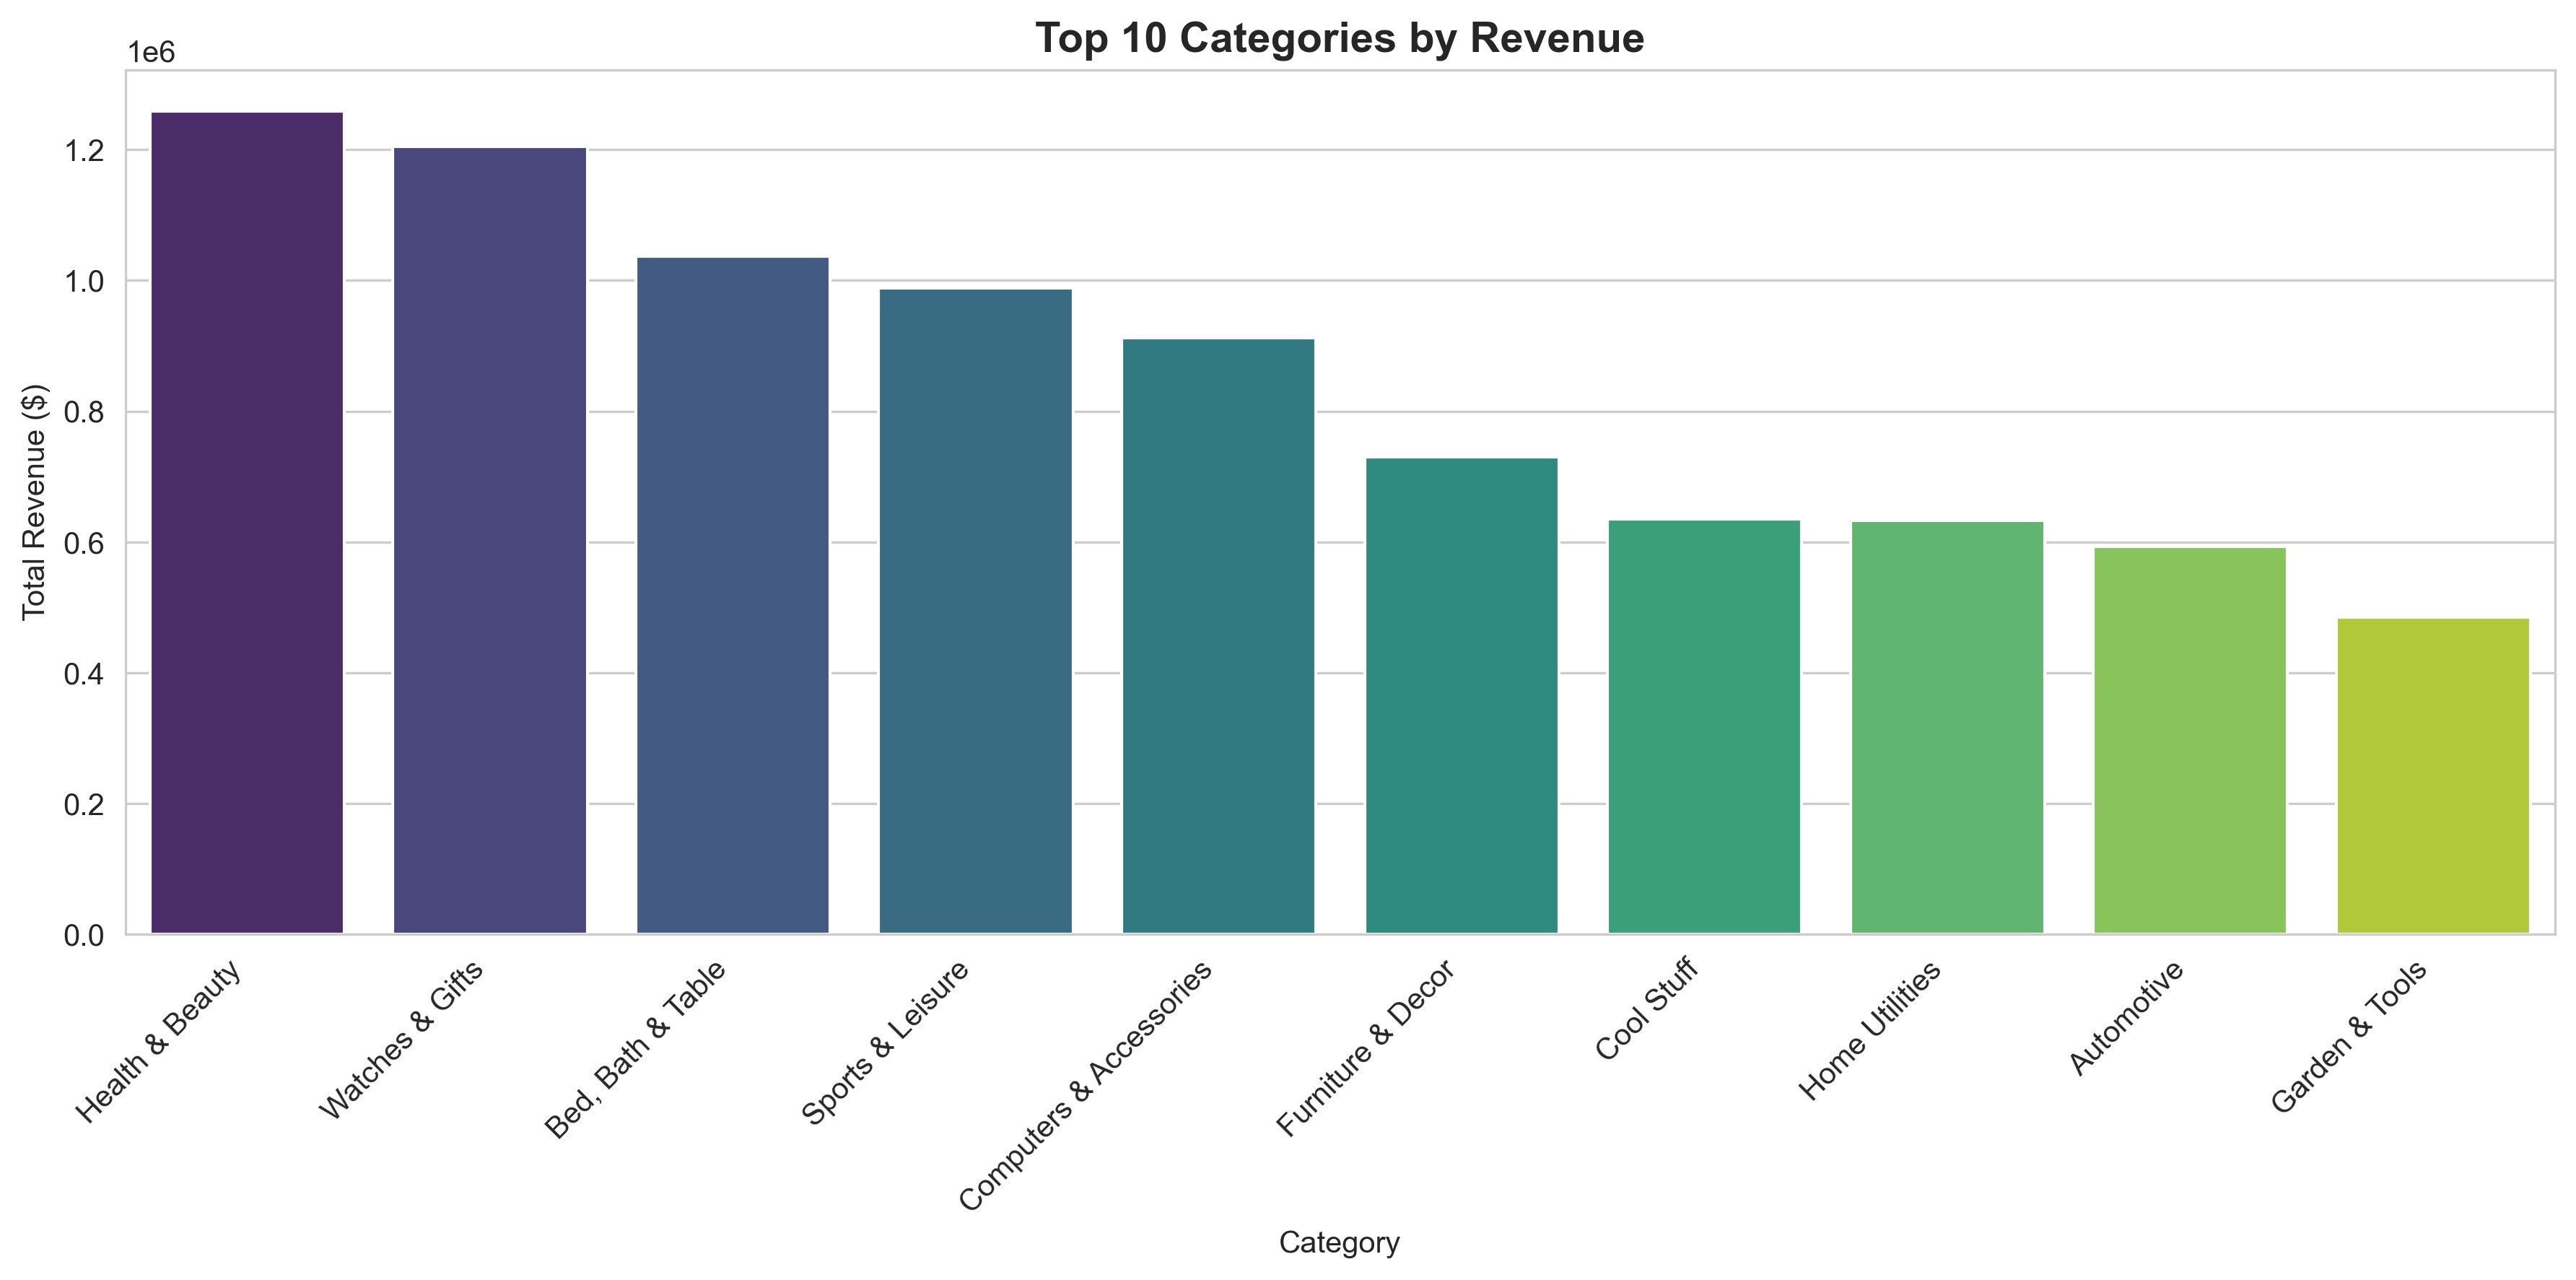 Top 10 Categories by Revenue
1e6
1.2
1.0
0.8
0.6
0.4
0.2
0.0
Total Revenue ($)
Health & Beauty
Watches & Gifts
Bed, Bath & Table
Sports & Leisure
Computers & Accessories
Furniture & Decor
Cool Stuff
Home Utilities
Automotive
Garden & Tools
Category